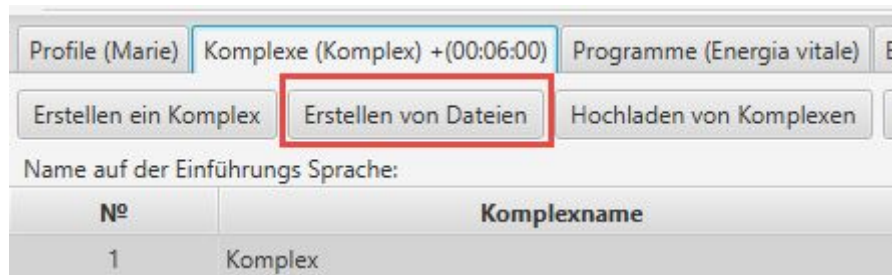 Profile (Marie) Komplexe (Komplex) +(00:06:00) Programme (Energia vitale)
Erstellen ein Komplex Erstellen von Dateien Hochladen von Komplexen
Name auf der Einführungs Sprache:
Nº Komplexname
1 Komplex